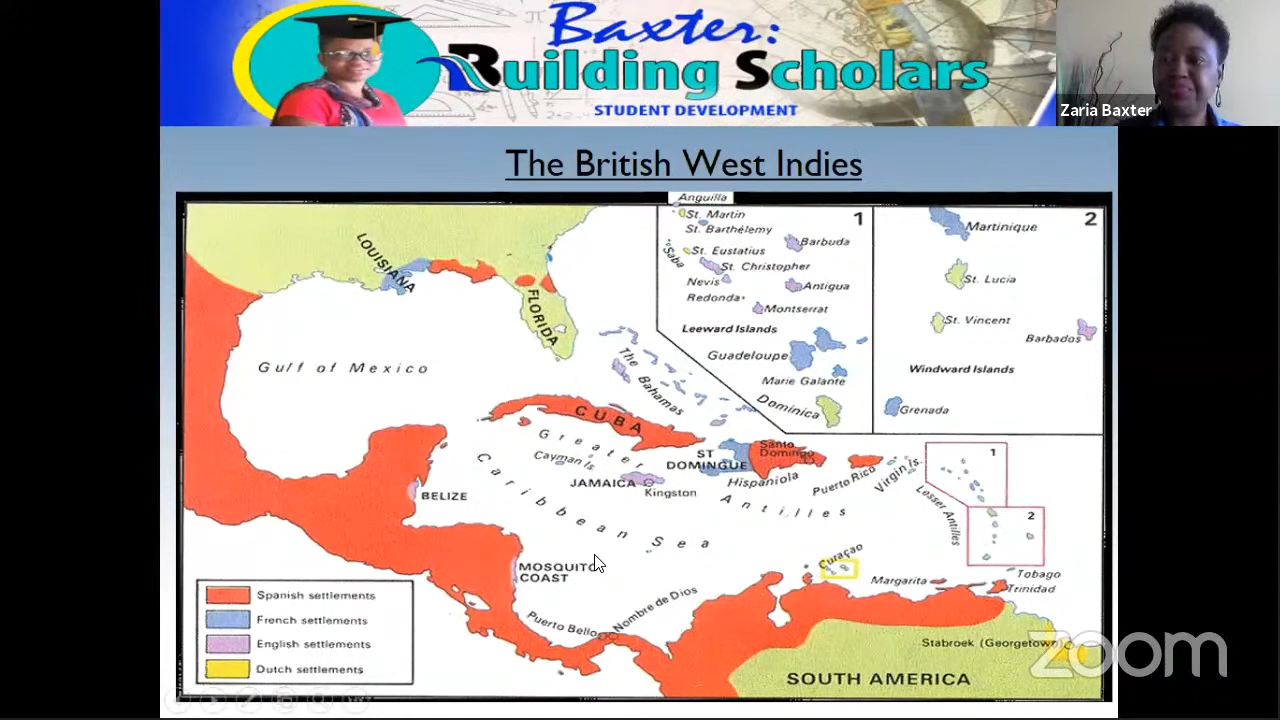 Baxter:
Building Scholars
STUDENT DEVELOPMENT
Zaria Baxter
The British West Indies
Anguilla
St. Martin
St. Barthélemy
Saba
St. Eustatius
St. Christopher
Nevis
Redonda
Barbuda
Antigua
Montserrat
Leeward Islands
Guadeloupe
Marie Galante
Dominica
1
2
Martinique
St. Lucia
St. Vincent
Barbados
Windward Islands
Grenada
LOUISIANA
FLORIDA
Gulf of Mexico
The Bahamas
CUBA
Greater
Cayman Is
ST
DOMINGUE
Santo
Domingo
JAMAICA
Kingston
Hispaniola
Puerto Rico
Virgin Is.
Antilles
Caribbean Sea
BELIZE
Lesser Antilles
1
2
MOSQUITO
COAST
Curaçao
Margarita
Tobago
Trinidad
Puerto Bello
Nombre de Dios
Stabroek (Georgetown)
SOUTH AMERICA
Spanish settlements
French settlements
English settlements
Dutch settlements
zoom